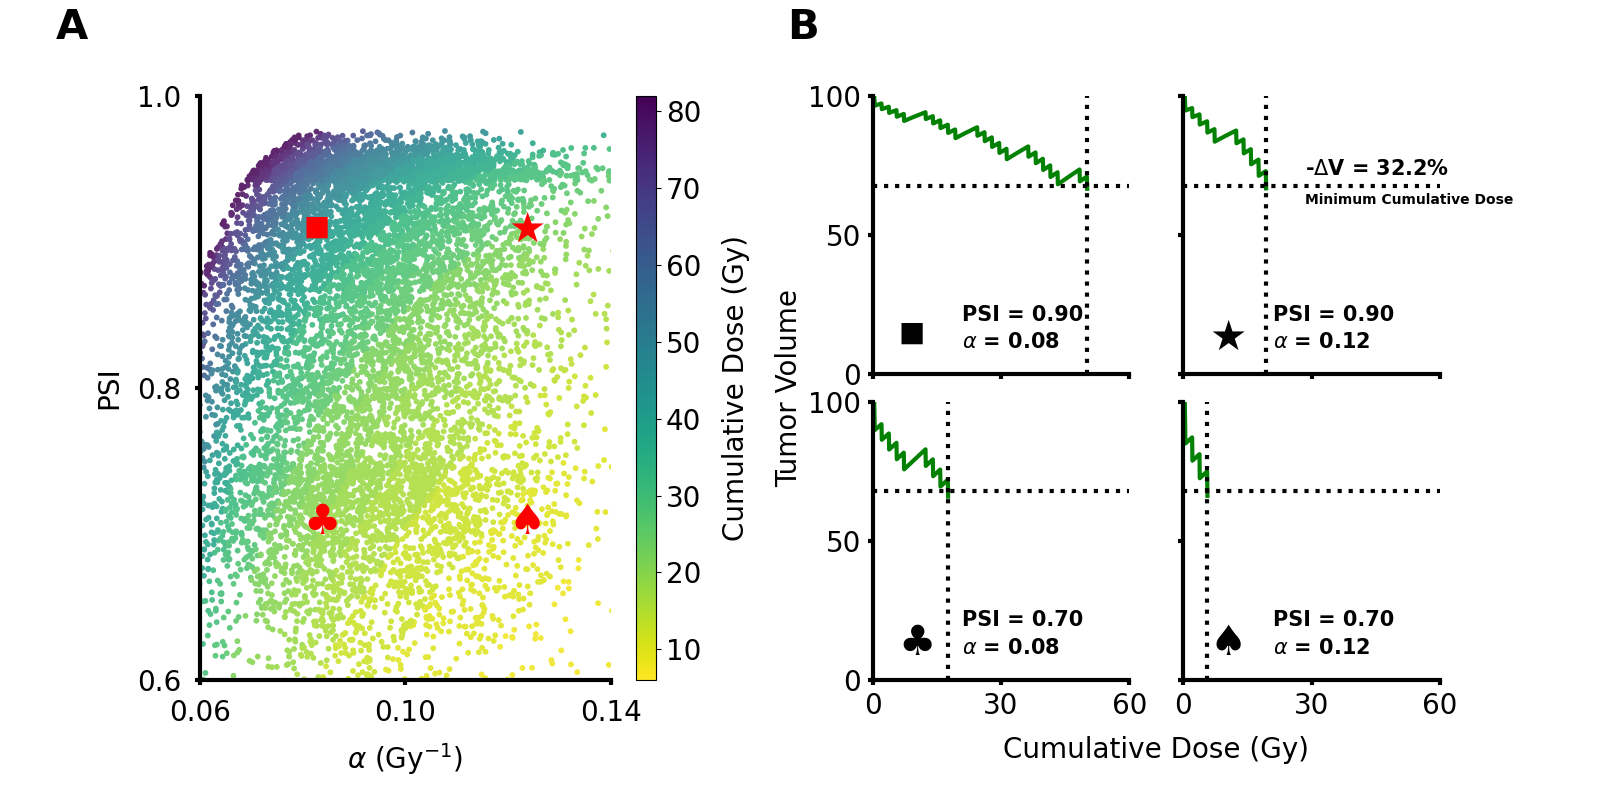 A
1.0
0.8
0.6
PSI
0.06
0.10
0.14
α (Gy⁻¹)
80
70
60
50
40
30
20
10
Cumulative Dose (Gy)
B
Tumor Volume
100
50
0
PSI = 0.90
α = 0.08
-ΔV = 32.2%
Minimum Cumulative Dose
PSI = 0.90
α = 0.12
100
50
0
PSI = 0.70
α = 0.08
PSI = 0.70
α = 0.12
0
30
60
0
30
60
Cumulative Dose (Gy)